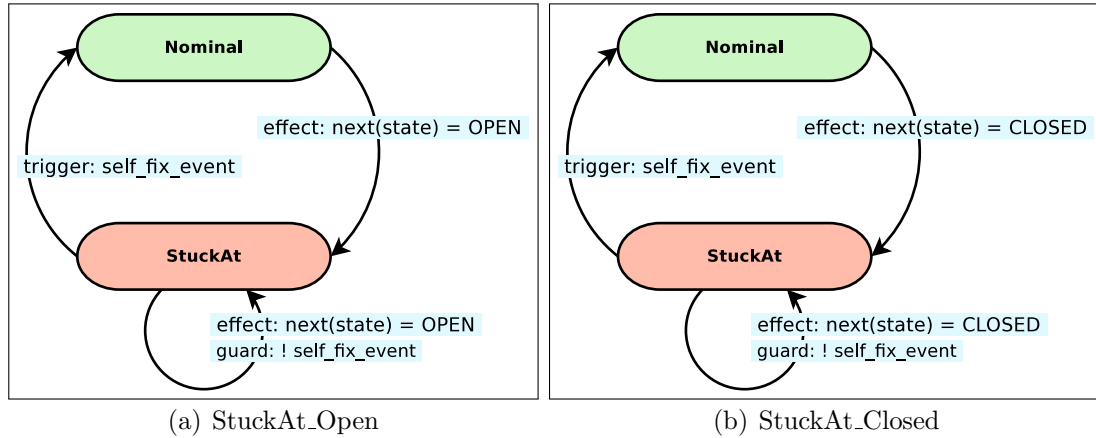 Nominal
effect: next(state) = OPEN
trigger: self_fix_event
StuckAt
effect: next(state) = OPEN
guard: ! self_fix_event
(a) StuckAt_Open
Nominal
effect: next(state) = CLOSED
trigger: self_fix_event
StuckAt
effect: next(state) = CLOSED
guard: ! self_fix_event
(b) StuckAt_Closed